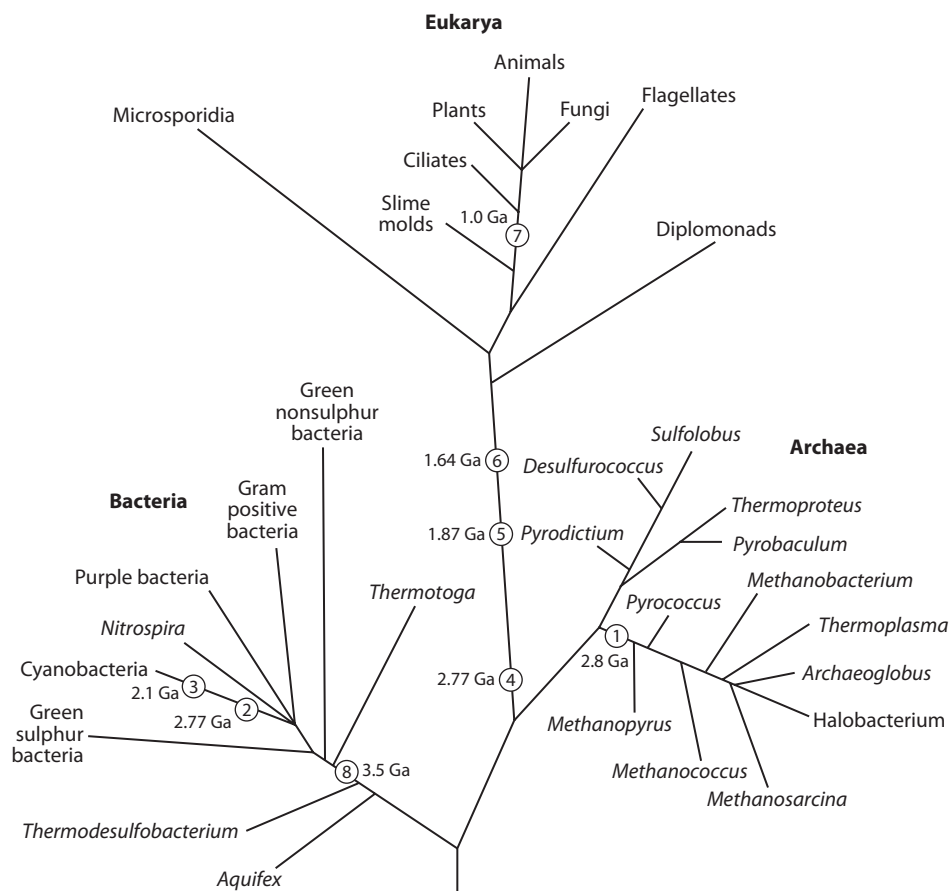 Eukarya
Animals
Microsporidia
Plants
Fungi
Flagellates
Ciliates
Slime
molds
1.0 Ga
7
Diplomonads
Green
nonsulphur
bacteria
Sulfolobus
Archaea
1.64 Ga
6
Desulfurococcus
Bacteria
Gram
positive
bacteria
Thermoproteus
1.87 Ga
5
Pyrodictium
Pyrobaculum
Purple bacteria
Thermotoga
Methanobacterium
Pyrococcus
Nitrospira
Thermoplasma
1
2.8 Ga
Cyanobacteria
3
2.1 Ga
2
2.77 Ga
2.77 Ga
4
Archaeoglobus
Methanopyrus
Halobacterium
Green
sulphur
bacteria
8
3.5 Ga
Methanococcus
Methanosarcina
Thermodesulfobacterium
Aquifex